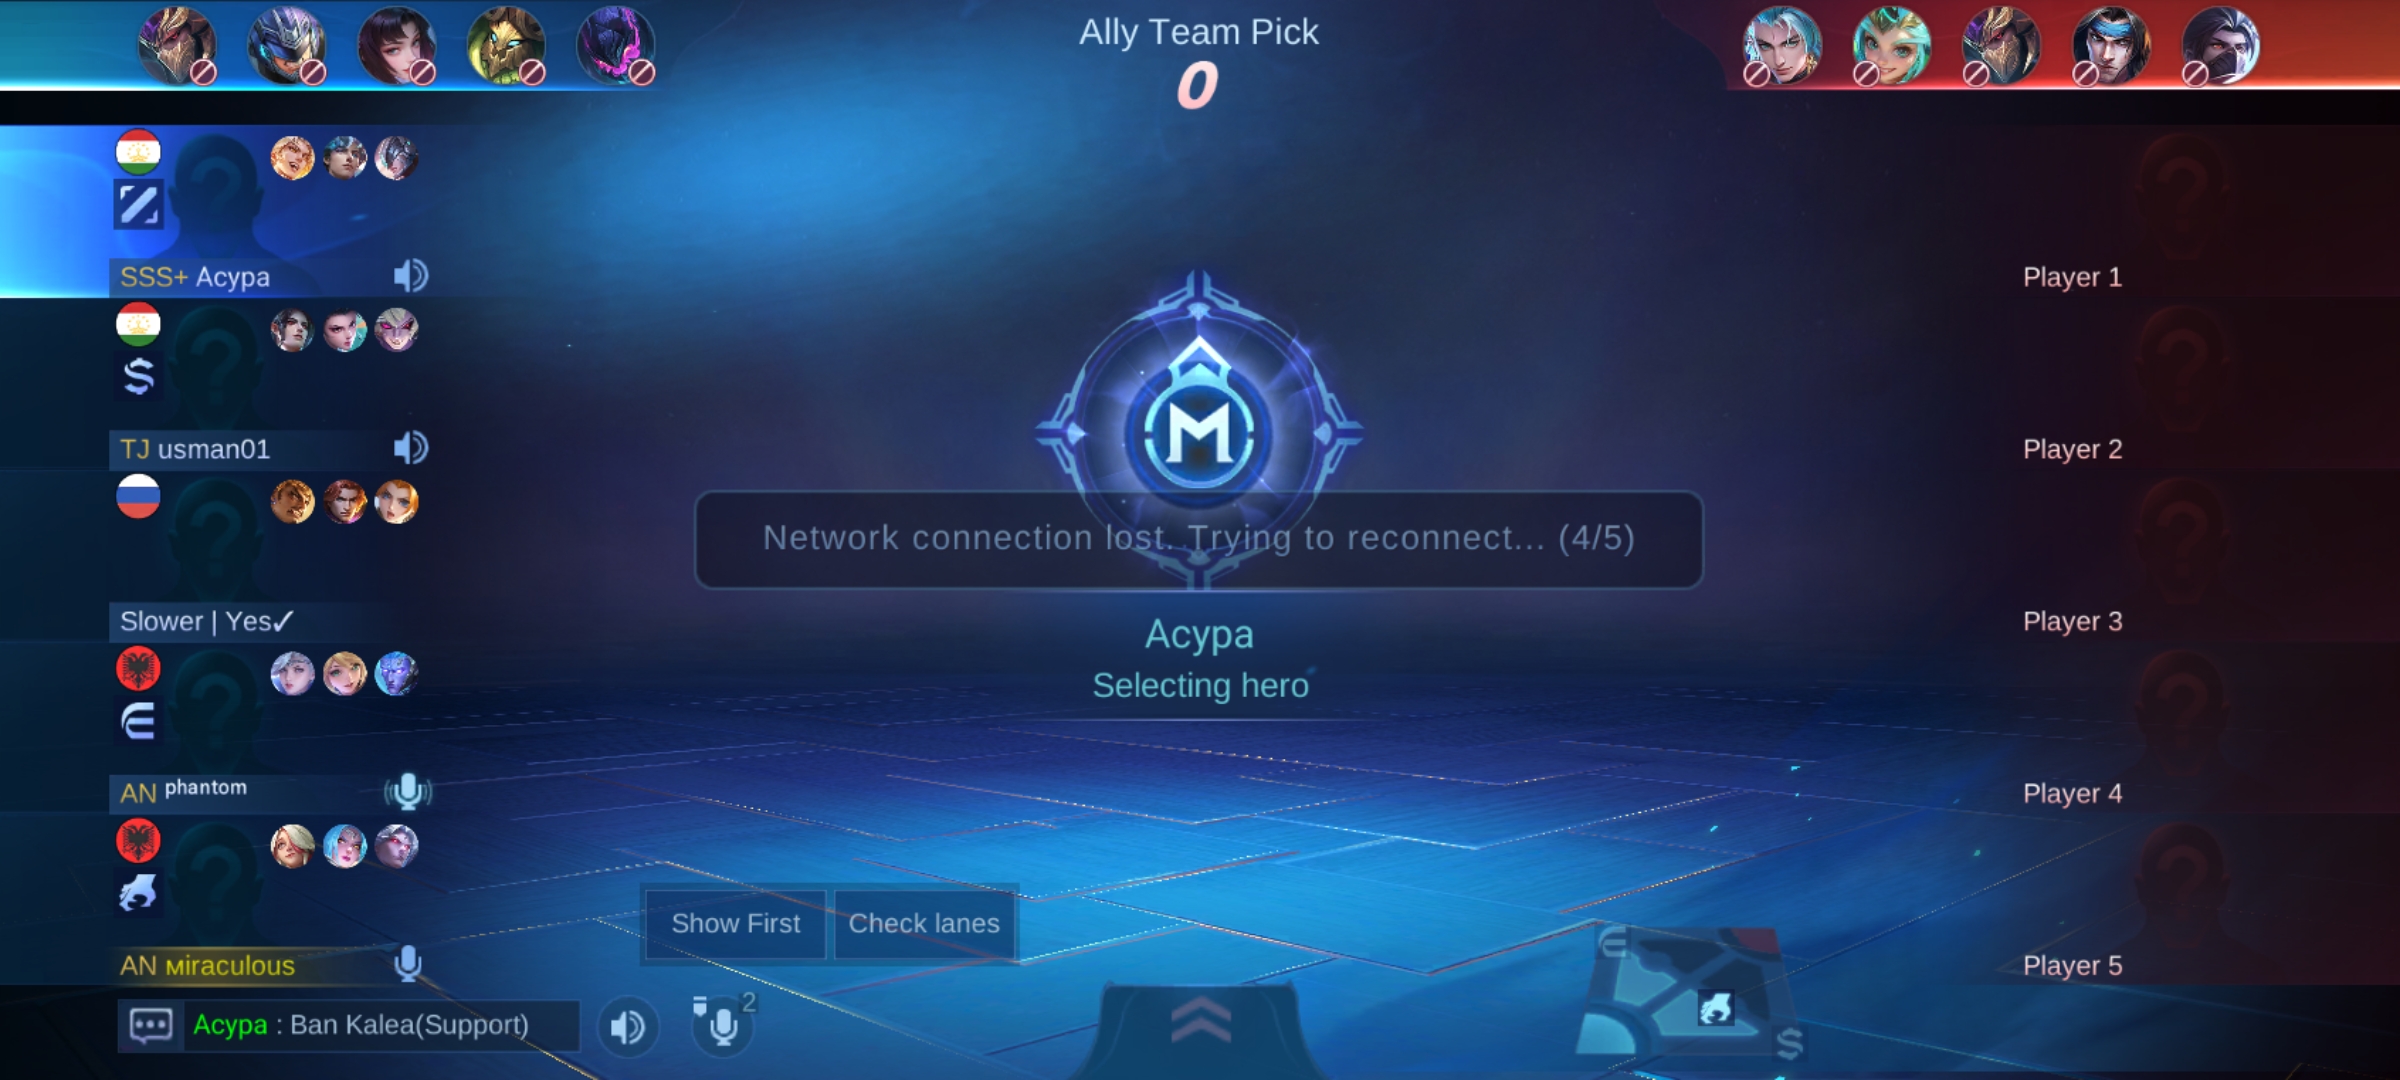 Ally Team Pick
0
SSS+ Acypa
TJ usman01
Slower | Yes✓
AN phantom
AN мiraculous
Player 1
Player 2
Player 3
Player 4
Player 5
M
Network connection lost. Trying to reconnect... (4/5)
Acypa
Selecting hero
Show First
Check lanes
Acypa : Ban Kalea(Support)
2